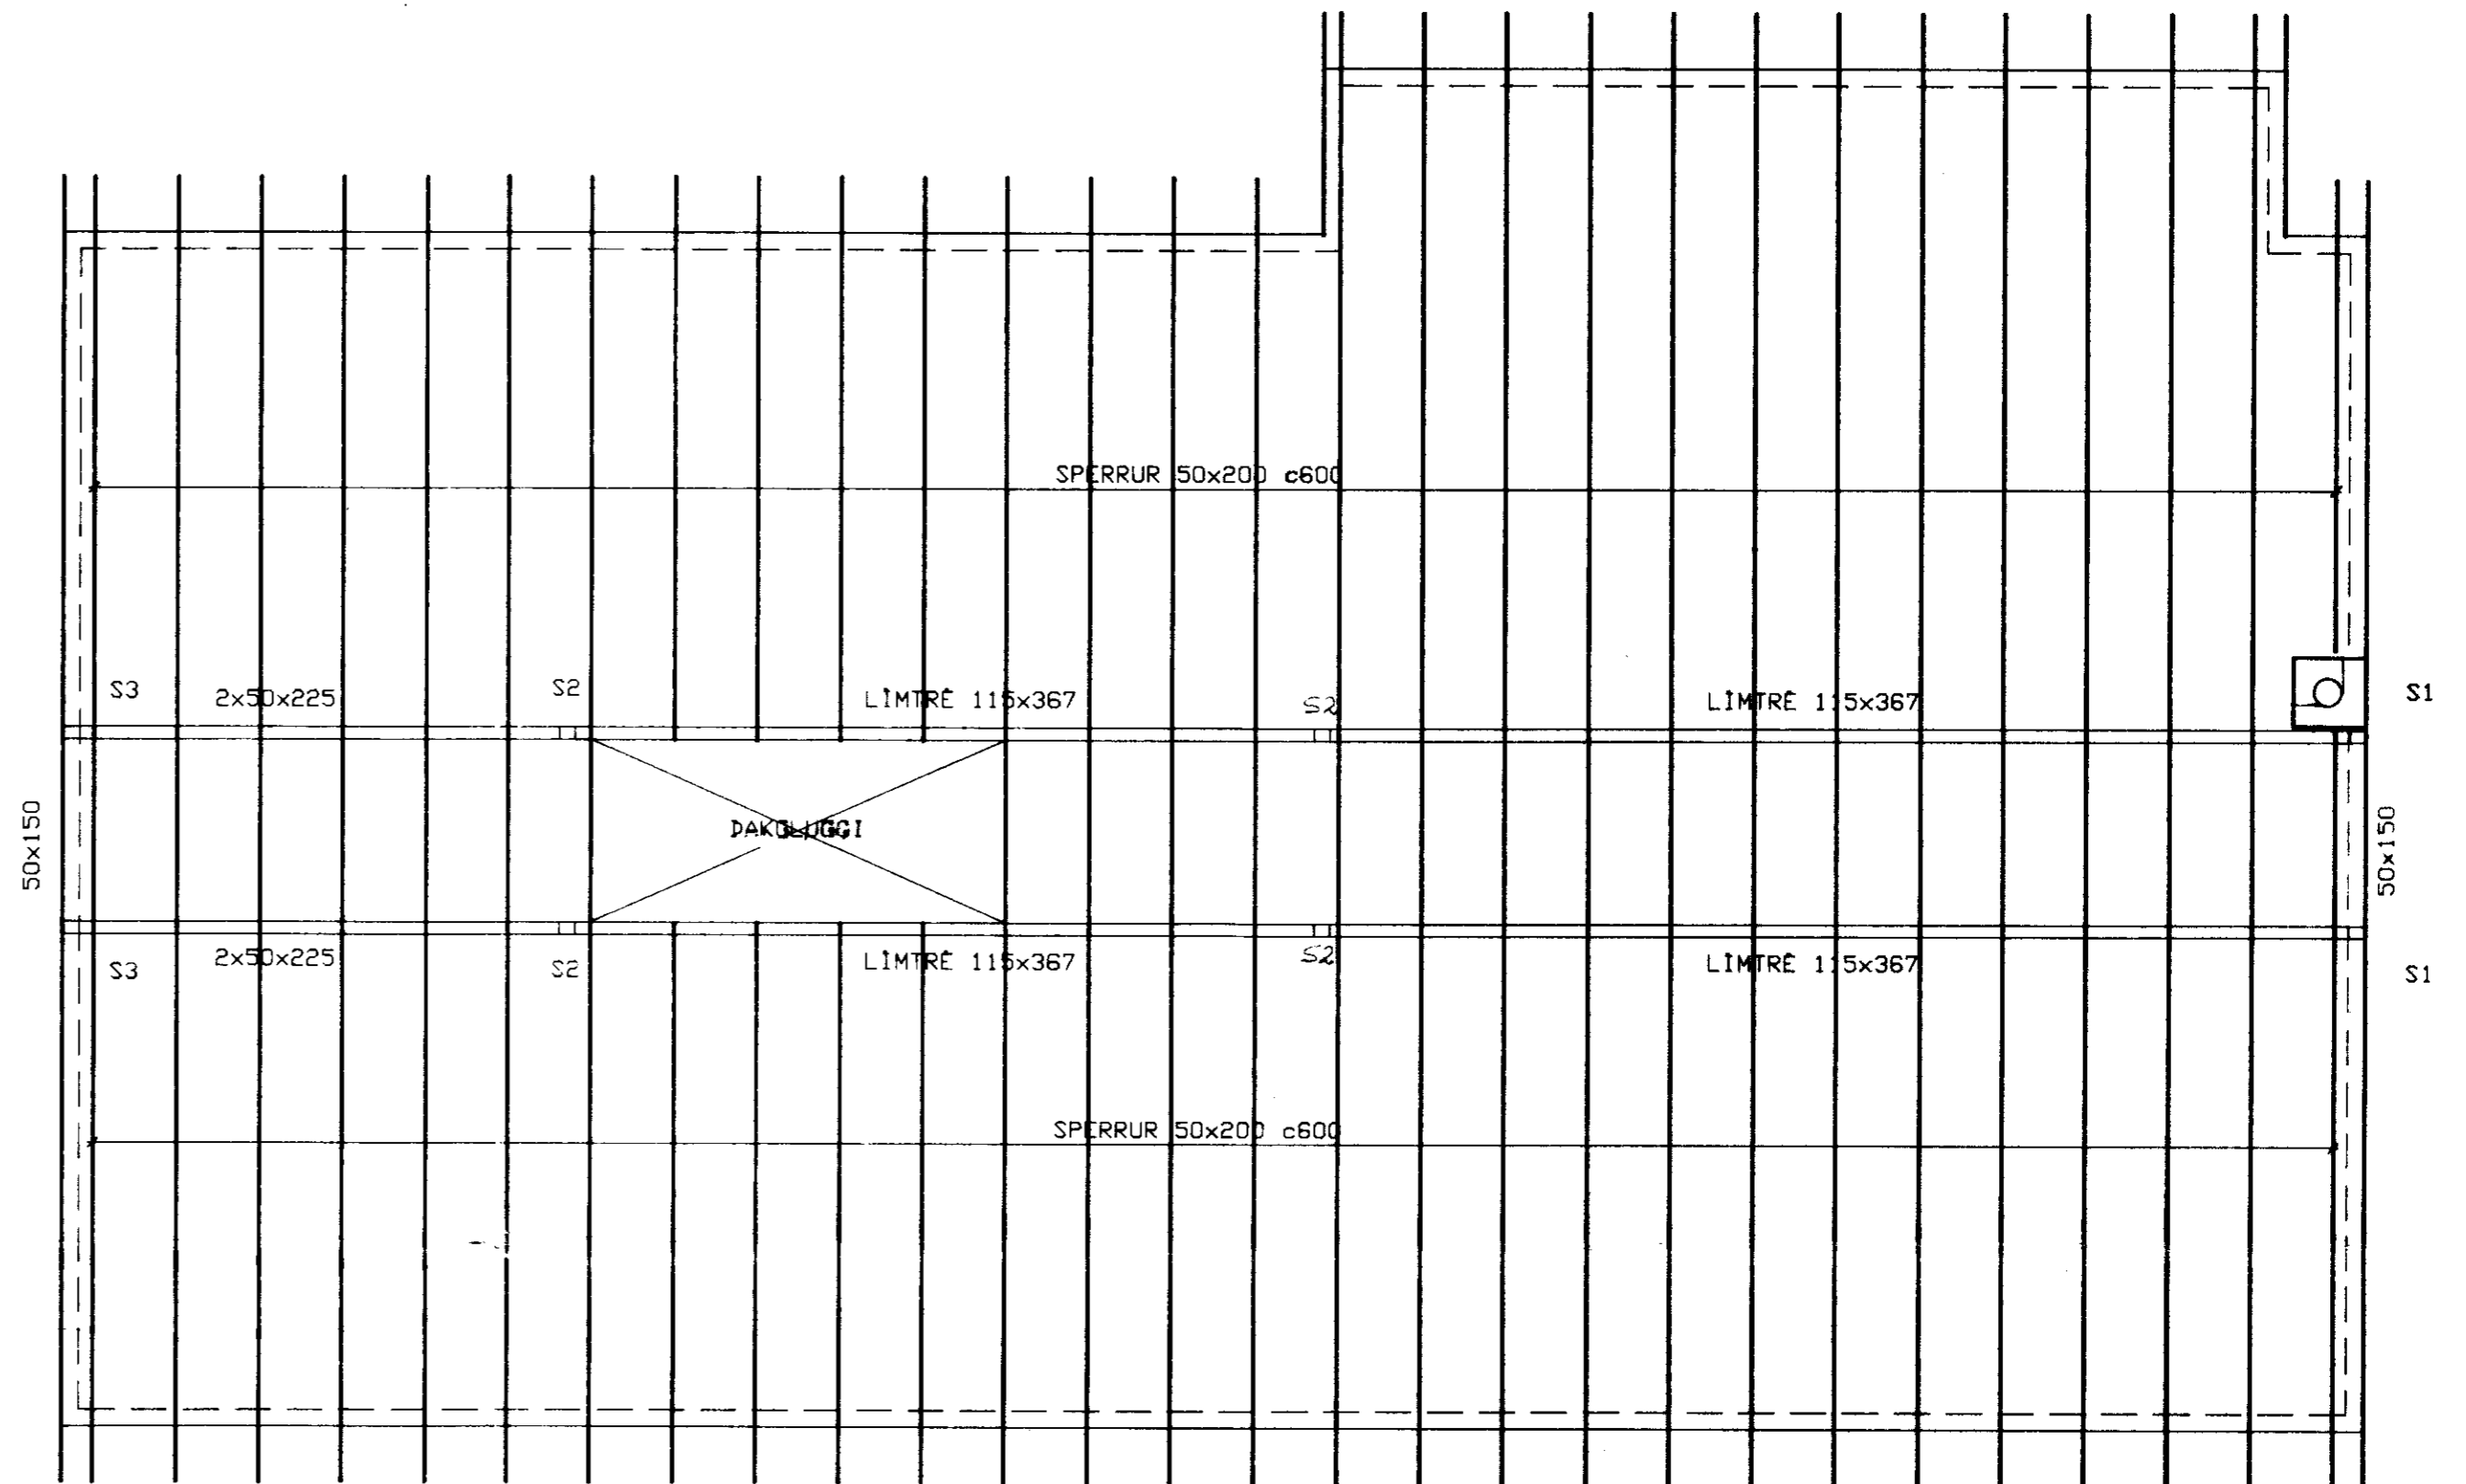 SPERRUR 50x200 c600
S3 2x50x225 S2 LÍMTRÉ 115x367 S2 LÍMTRÉ 115x367 S1
50x150 DAKGLUGGI 50x150
S3 2x50x225 S2 LÍMTRÉ 115x367 S2 LÍMTRÉ 115x367 S1
SPERRUR 50x200 c600